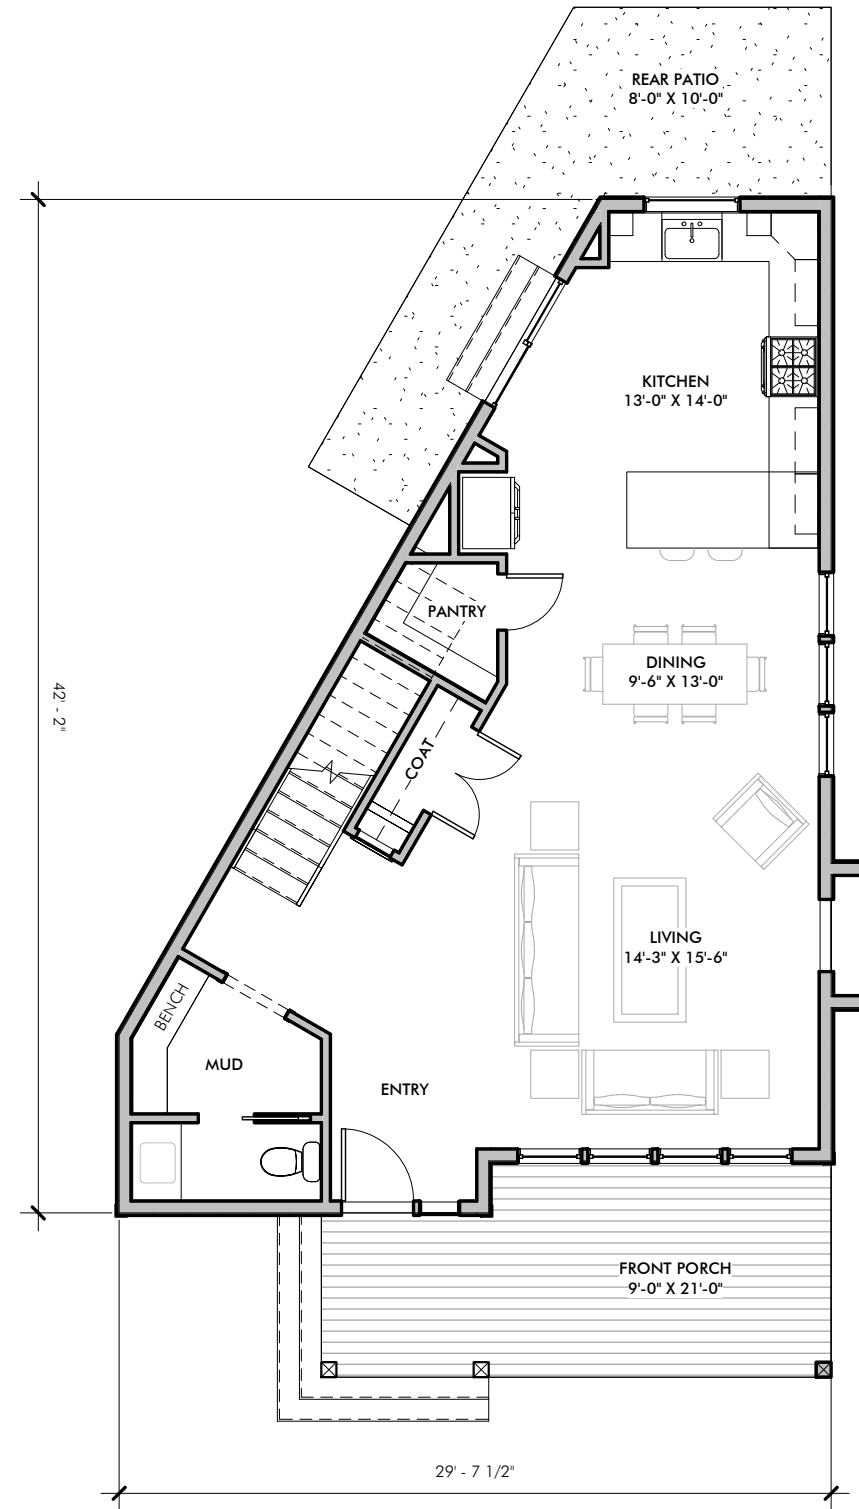 REAR PATIO
8'-0" X 10'-0"
KITCHEN
13'-0" X 14'-0"
PANTRY
DINING
9'-6" X 13'-0"
42' - 2"
COAT
LIVING
14'-3" X 15'-6"
BENCH
MUD
ENTRY
FRONT PORCH
9'-0" X 21'-0"
29' - 7 1/2"